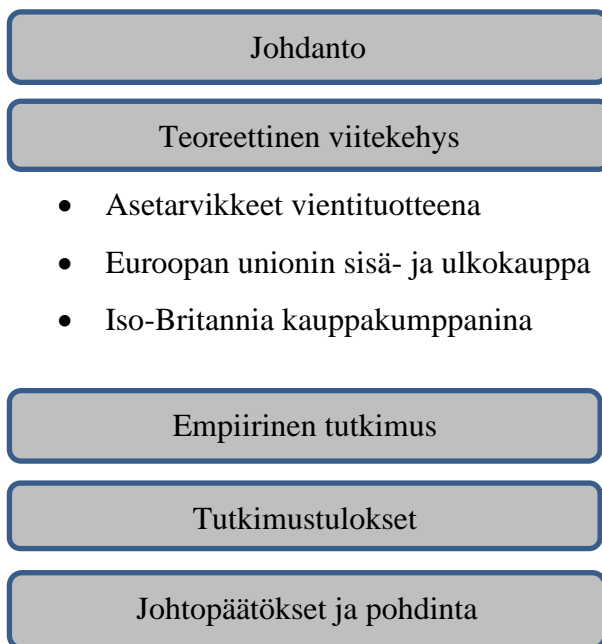 Johdanto
Teoreettinen viitekehys
• Asetarvikkeet vientituotteena
• Euroopan unionin sisä- ja ulkokauppa
• Iso-Britannia kauppakumppanina
Empiirinen tutkimus
Tutkimustulokset
Johtopäätökset ja pohdinta